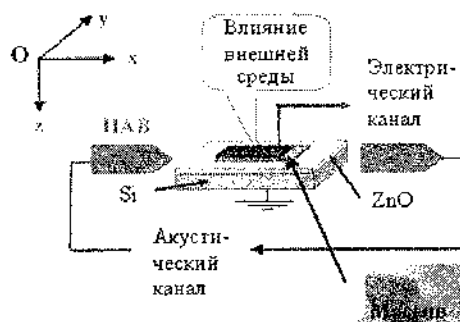 y
O
x
z
Влияние
внешней
среды
Электри-
ческий
канал
ПАВ
Si
ZnO
Акусти-
ческий
канал